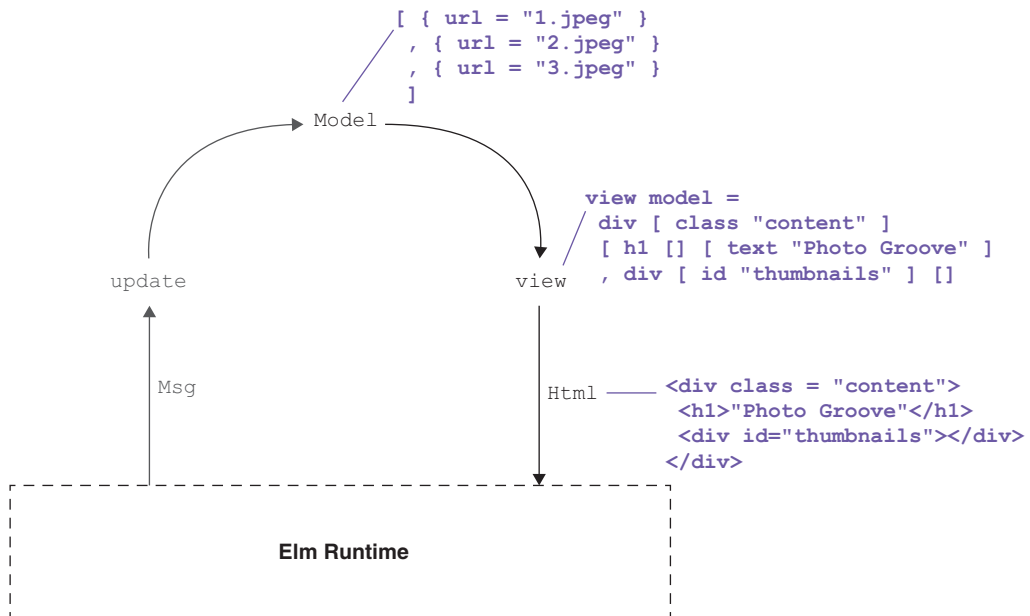 [ { url = "1.jpeg" }
, { url = "2.jpeg" }
, { url = "3.jpeg" }
]
Model
view model =
div [ class "content" ]
[ h1 [] [ text "Photo Groove" ]
, div [ id "thumbnails" ] []
update
view
Msg
Html
<div class = "content">
<h1>"Photo Groove"</h1>
<div id="thumbnails"></div>
</div>
Elm Runtime